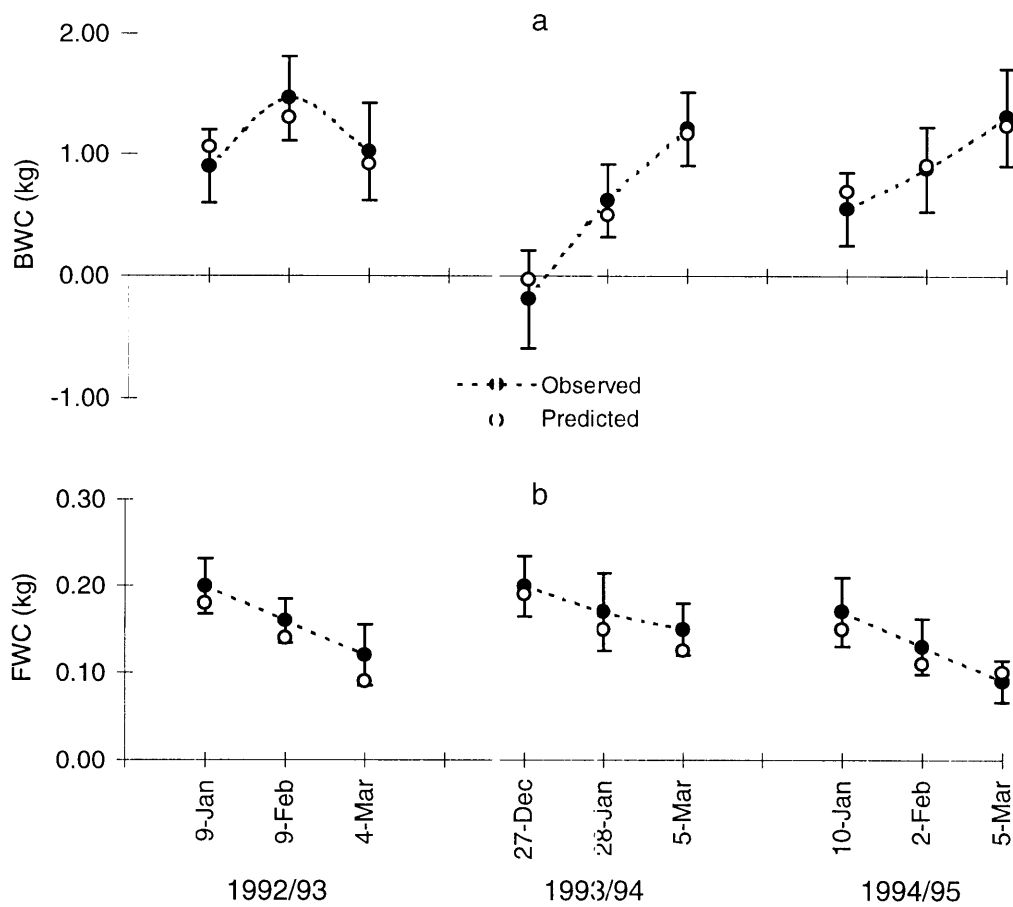 a
2.00
1.00
0.00
-1.00
BWC (kg)
Observed
Predicted
b
0.30
0.20
0.10
0.00
FWC (kg)
9-Jan
9-Feb
4-Mar
27-Dec
28-Jan
5-Mar
10-Jan
2-Feb
5-Mar
1992/93
1993/94
1994/95